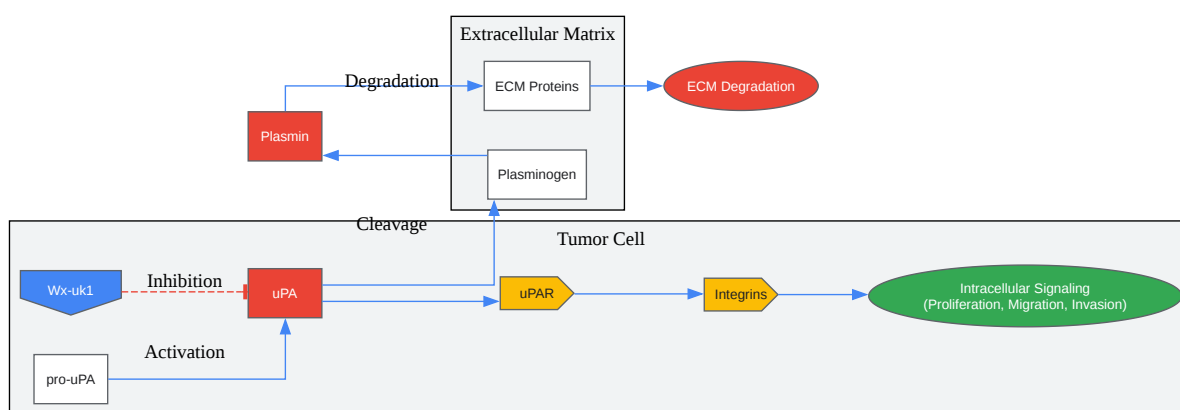 Extracellular Matrix
Degradation
ECM Proteins
ECM Degradation
Plasmin
Plasminogen
Cleavage
Tumor Cell
Wx-uk1
Inhibition
uPA
uPAR
Integrins
Intracellular Signaling
(Proliferation, Migration, Invasion)
Activation
pro-uPA